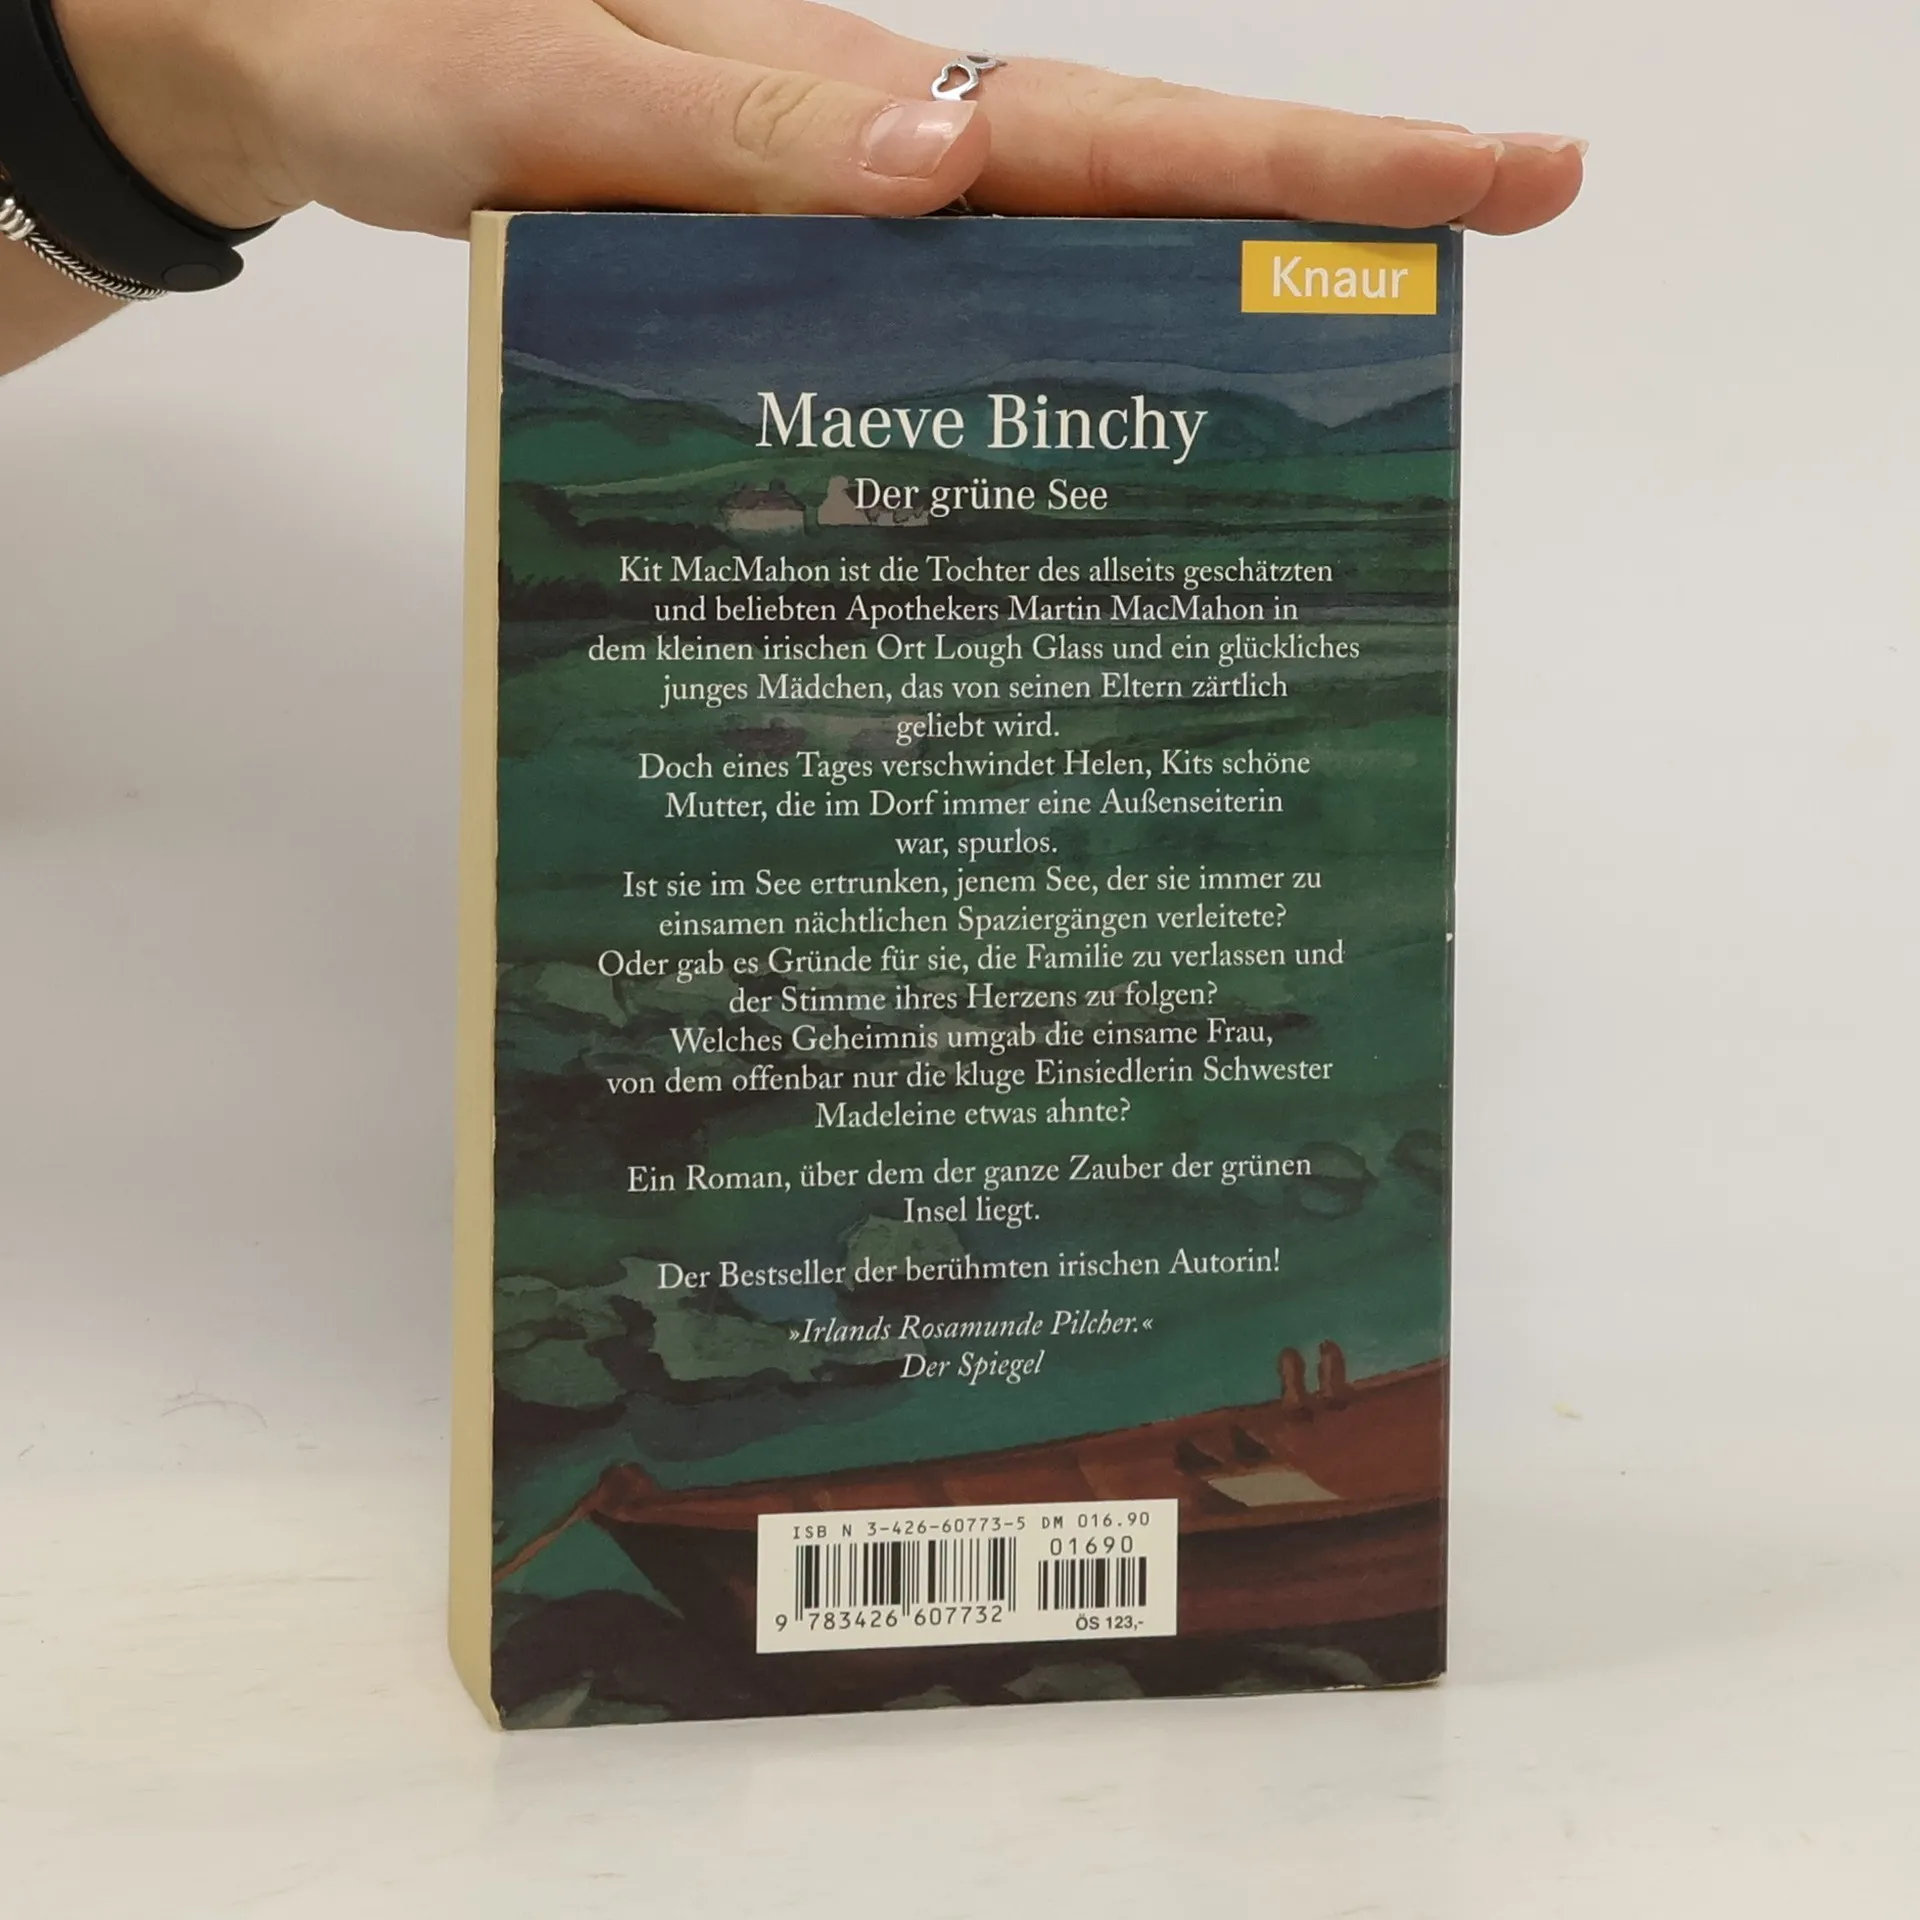 Knaur
Maeve Binchy
Der grüne See
Kit MacMahon ist die Tochter des allseits geschätzten
und beliebten Apothekers Martin MacMahon in
dem kleinen irischen Ort Lough Glass und ein glückliches
junges Mädchen, das von seinen Eltern zärtlich
geliebt wird.
Doch eines Tages verschwindet Helen, Kits schöne
Mutter, die im Dorf immer eine Außenseiterin
war, spurlos.
Ist sie im See ertrunken, jenem See, der sie immer zu
einsamen nächtlichen Spaziergängen verleitete?
Oder gab es Gründe für sie, die Familie zu verlassen und
der Stimme ihres Herzens zu folgen?
Welches Geheimnis umgab die einsame Frau,
von dem offenbar nur die kluge Einsiedlerin Schwester
Madeleine etwas ahnte?
Ein Roman, über dem der ganze Zauber der grünen
Insel liegt.
Der Bestseller der berühmten irischen Autorin!
»Irlands Rosamunde Pilcher.«
Der Spiegel
ISB N 3-426-60773-5 DM 016.90
01690
9 783426 607732
ÖS 123,-